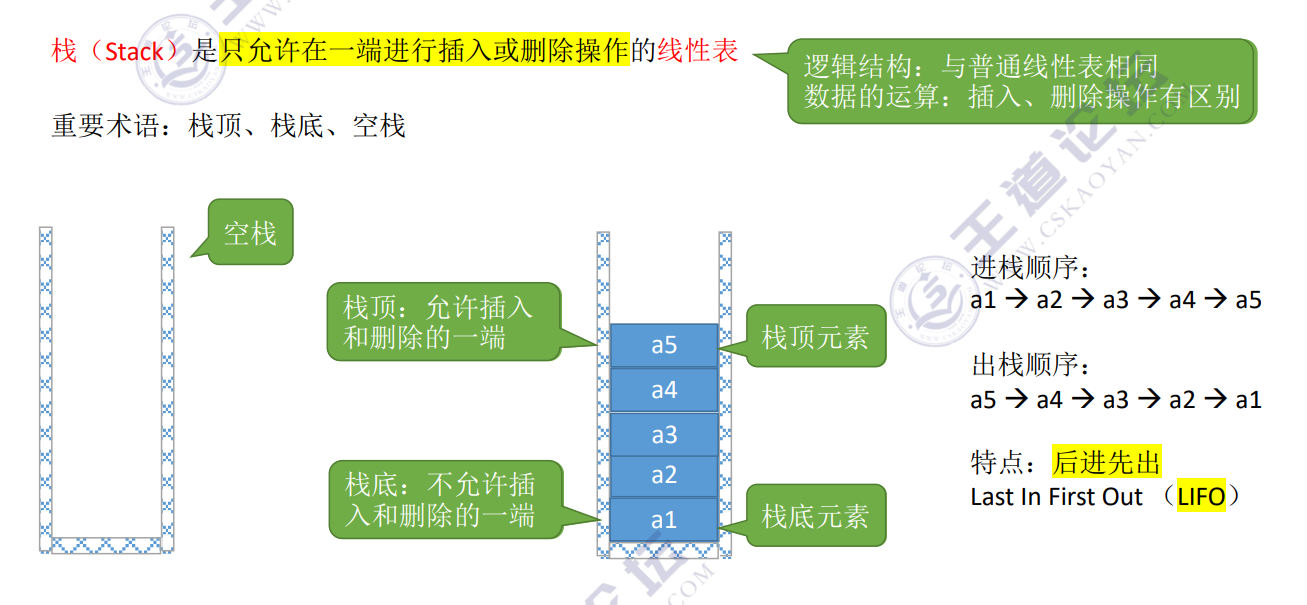 栈（Stack）是只允许在一端进行插入或删除操作的线性表
逻辑结构：与普通线性表相同
数据的运算：插入、删除操作有区别
重要术语：栈顶、栈底、空栈
空栈
栈顶：允许插入
和删除的一端
栈底：不允许插
入和删除的一端
a5
a4
a3
a2
a1
栈顶元素
栈底元素
进栈顺序：
a1 → a2 → a3 → a4 → a5
出栈顺序：
a5 → a4 → a3 → a2 → a1
特点：后进先出
Last In First Out （LIFO）
王道论坛
WWW.CSKAOYAN.COM